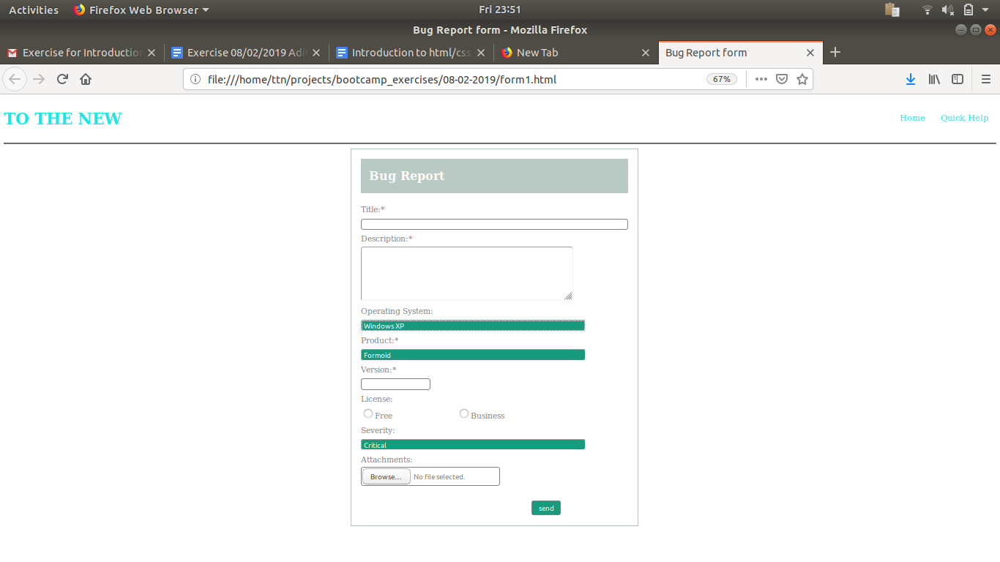 Activities Firefox Web Browser Fri 23:51
Bug Report form - Mozilla Firefox
Exercise for Introduction Exercise 08/02/2019 Adi Introduction to html/css New Tab Bug Report form
file:///home/ttn/projects/bootcamp_exercises/08-02-2019/form1.html 67%
TO THE NEW Home Quick Help
Bug Report
Title:*
Description:*
Operating System:
Windows XP
Product:*
Formoid
Version:*
License:
Free Business
Severity:
Critical
Attachments:
Browse... No file selected.
send